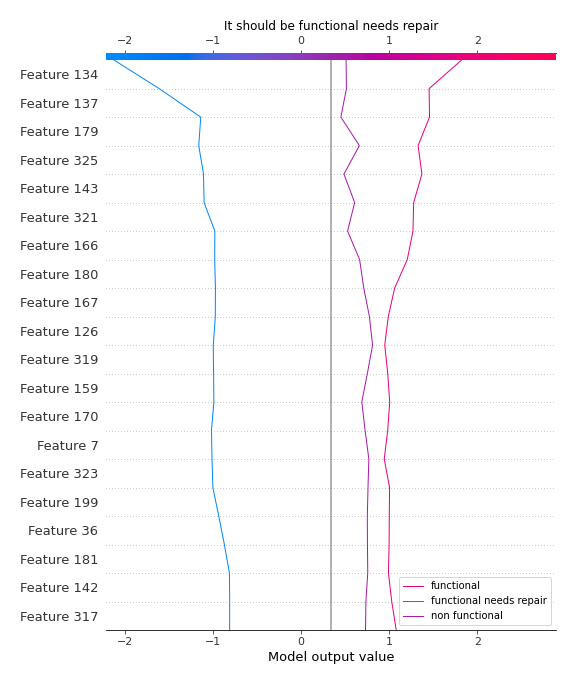 It should be functional needs repair
−2 −1 0 1 2
Feature 134
Feature 137
Feature 179
Feature 325
Feature 143
Feature 321
Feature 166
Feature 180
Feature 167
Feature 126
Feature 319
Feature 159
Feature 170
Feature 7
Feature 323
Feature 199
Feature 36
Feature 181
Feature 142
Feature 317
functional
functional needs repair
non functional
−2 −1 0 1 2
Model output value